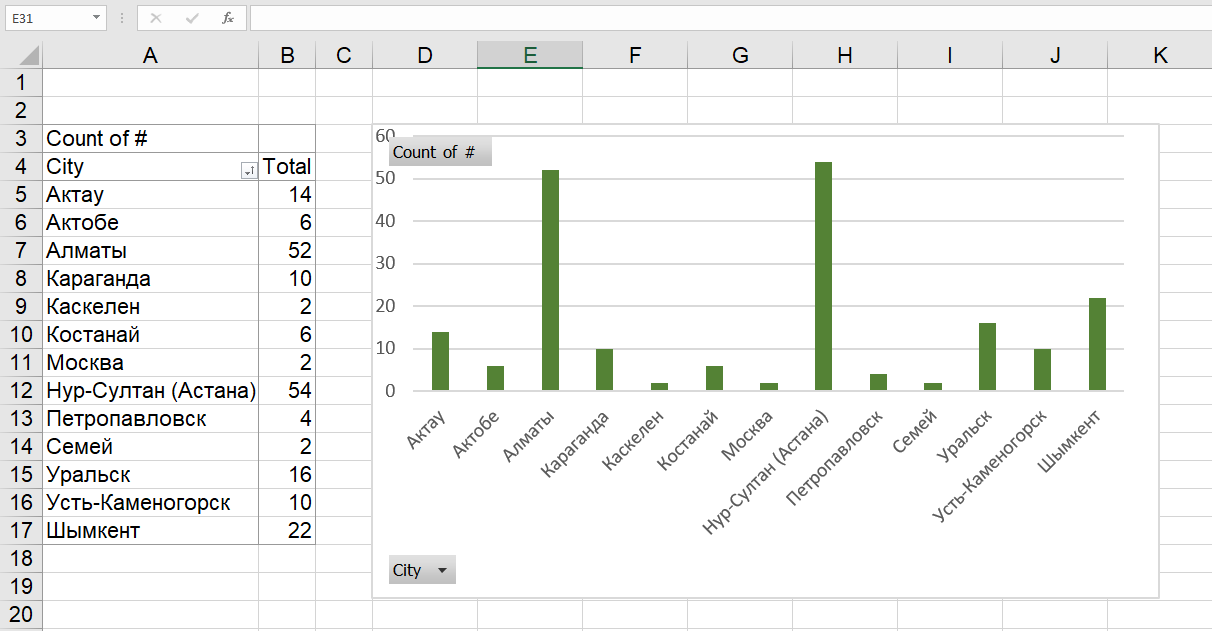 E31 fx
A B C D E F G H I J K
1
2
3 Count of #
4 City Total
5 Актау 14
6 Актобе 6
7 Алматы 52
8 Караганда 10
9 Каскелен 2
10 Костанай 6
11 Москва 2
12 Нур-Султан (Астана) 54
13 Петропавловск 4
14 Семей 2
15 Уральск 16
16 Усть-Каменогорск 10
17 Шымкент 22
18
19
20
60
Count of #
50
40
30
20
10
0
Актау
Актобе
Алматы
Караганда
Каскелен
Костанай
Москва
Нур-Султан (Астана)
Петропавловск
Семей
Уральск
Усть-Каменогорск
Шымкент
City